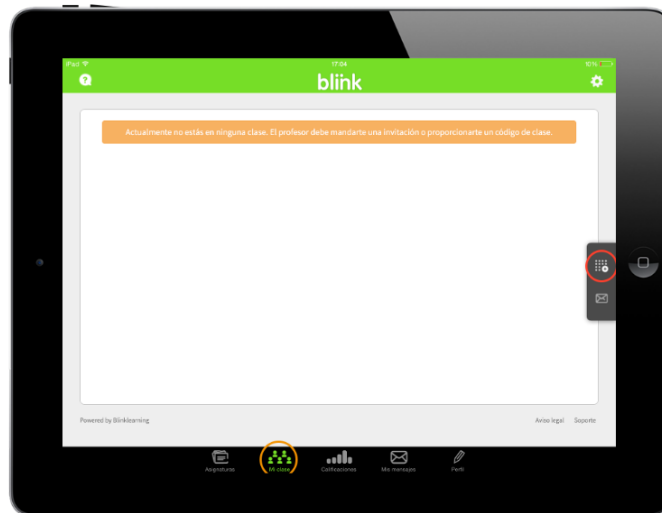 iPad 17:04 10%
?
blink
Actualmente no estás en ninguna clase. El profesor debe mandarte una invitación o proporcionarte un código de clase.
Powered by Blinklearning Aviso legal Soporte
Asignaturas Mi clase Calificaciones Mis mensajes Perfil